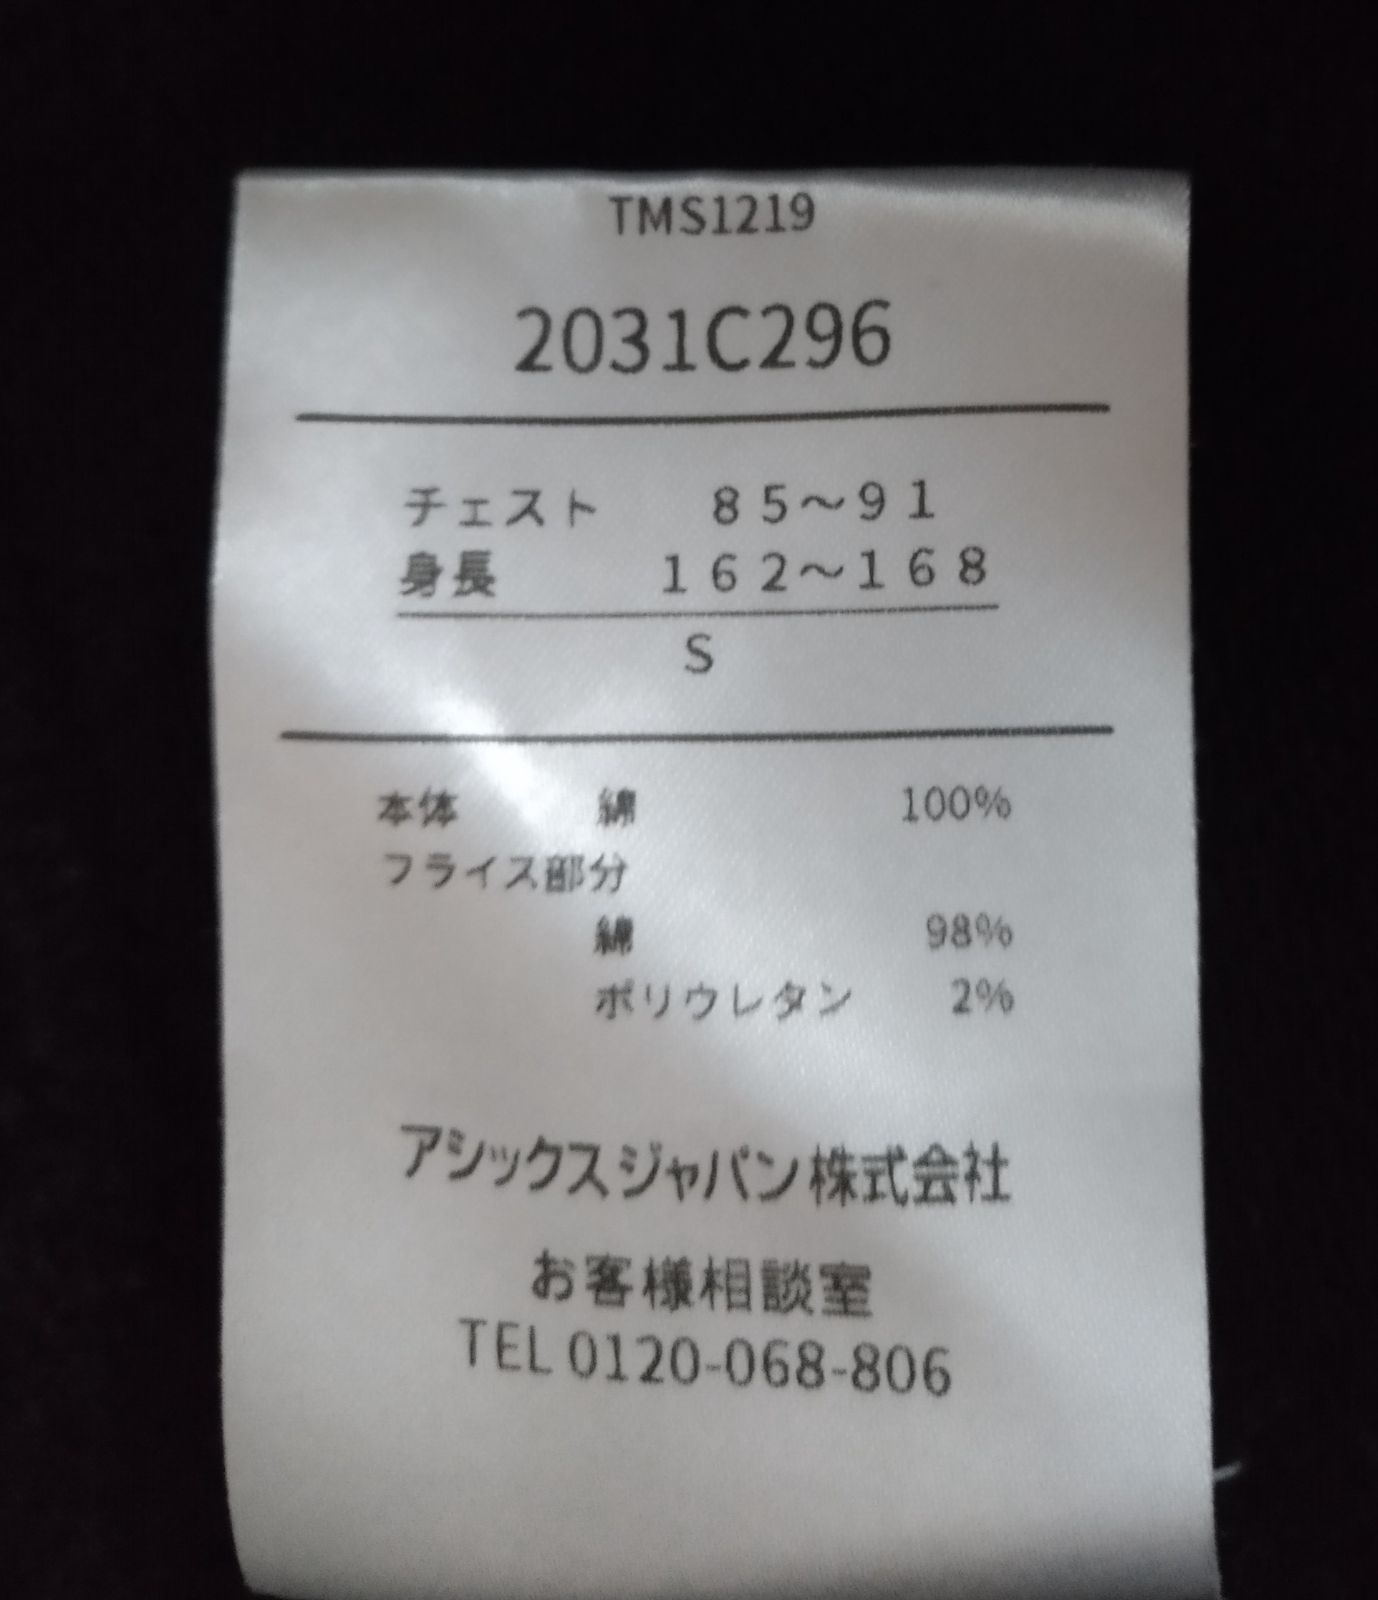 TMS1219
2031C296
チェスト 85～91
身長 162～168
S
本体 綿 100%
フライス部分
綿 98%
ポリウレタン 2%
アシックスジャパン株式会社
お客様相談室
TEL 0120-068-806